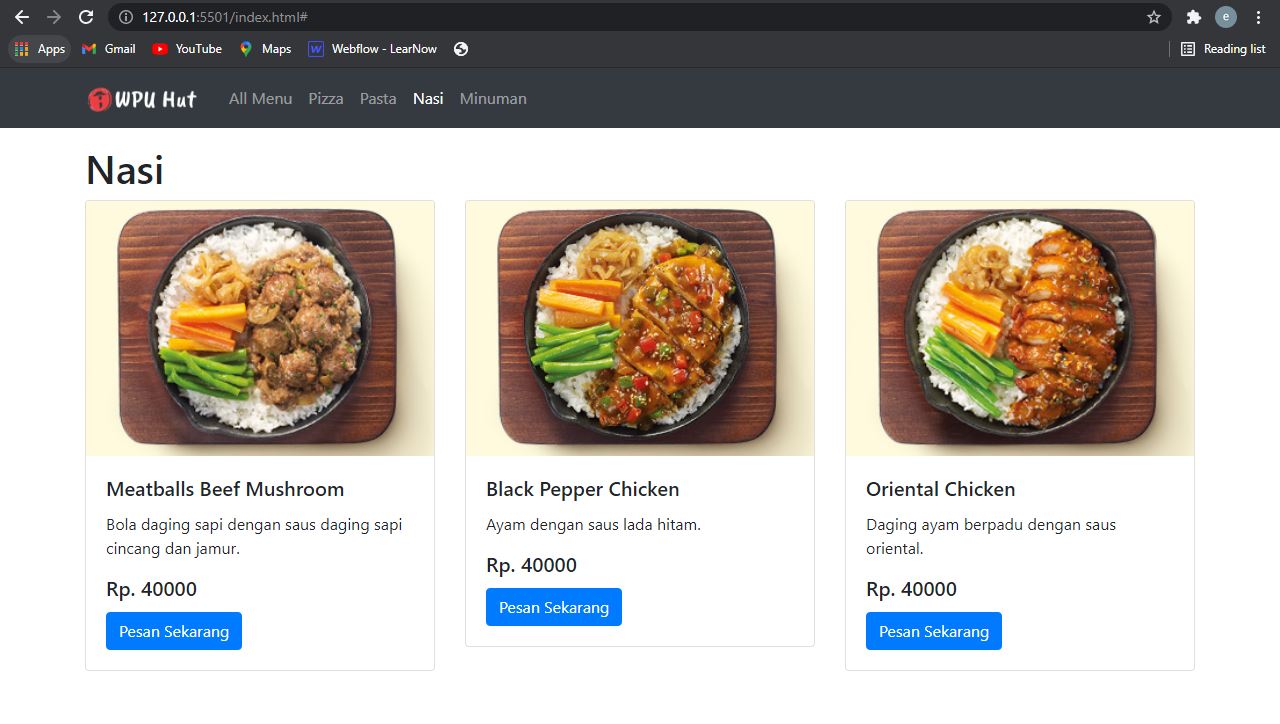 127.0.0.1:5501/index.html#
e
Apps
Gmail
YouTube
Maps
W
Webflow - LearNow
Reading list
WPU Hut
All Menu
Pizza
Pasta
Nasi
Minuman
Nasi
Meatballs Beef Mushroom
Bola daging sapi dengan saus daging sapi
cincang dan jamur.
Rp. 40000
Pesan Sekarang
Black Pepper Chicken
Ayam dengan saus lada hitam.
Rp. 40000
Pesan Sekarang
Oriental Chicken
Daging ayam berpadu dengan saus
oriental.
Rp. 40000
Pesan Sekarang